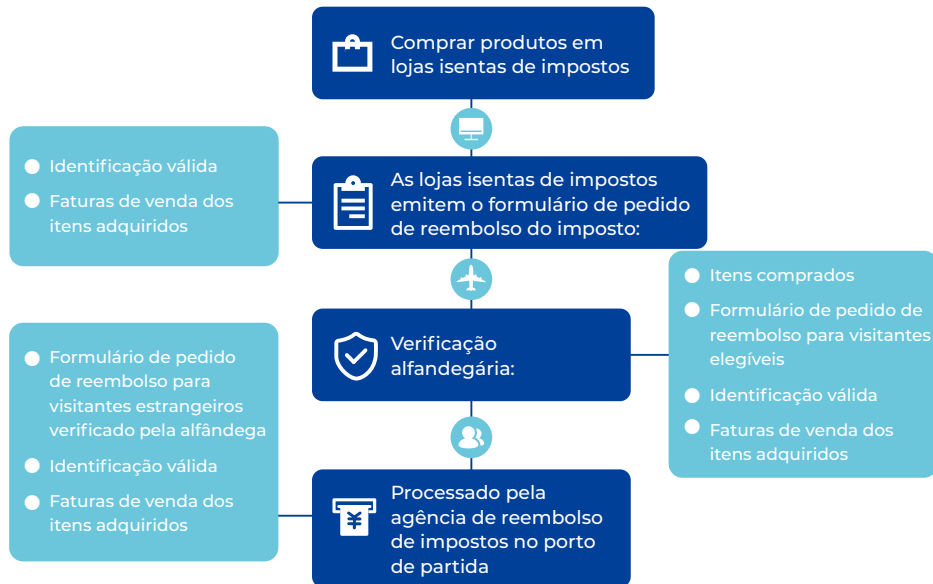 Comprar produtos em
lojas isentas de impostos
Identificação válida
Faturas de venda dos
itens adquiridos
As lojas isentas de impostos
emitem o formulário de pedido
de reembolso do imposto:
Itens comprados
Formulário de pedido de
reembolso para visitantes
elegíveis
Identificação válida
Faturas de venda dos
itens adquiridos
Verificação
alfandegária:
Formulário de pedido
de reembolso para
visitantes estrangeiros
verificado pela alfândega
Identificação válida
Faturas de venda dos
itens adquiridos
¥
Processado pela
agência de reembolso
de impostos no porto
de partida